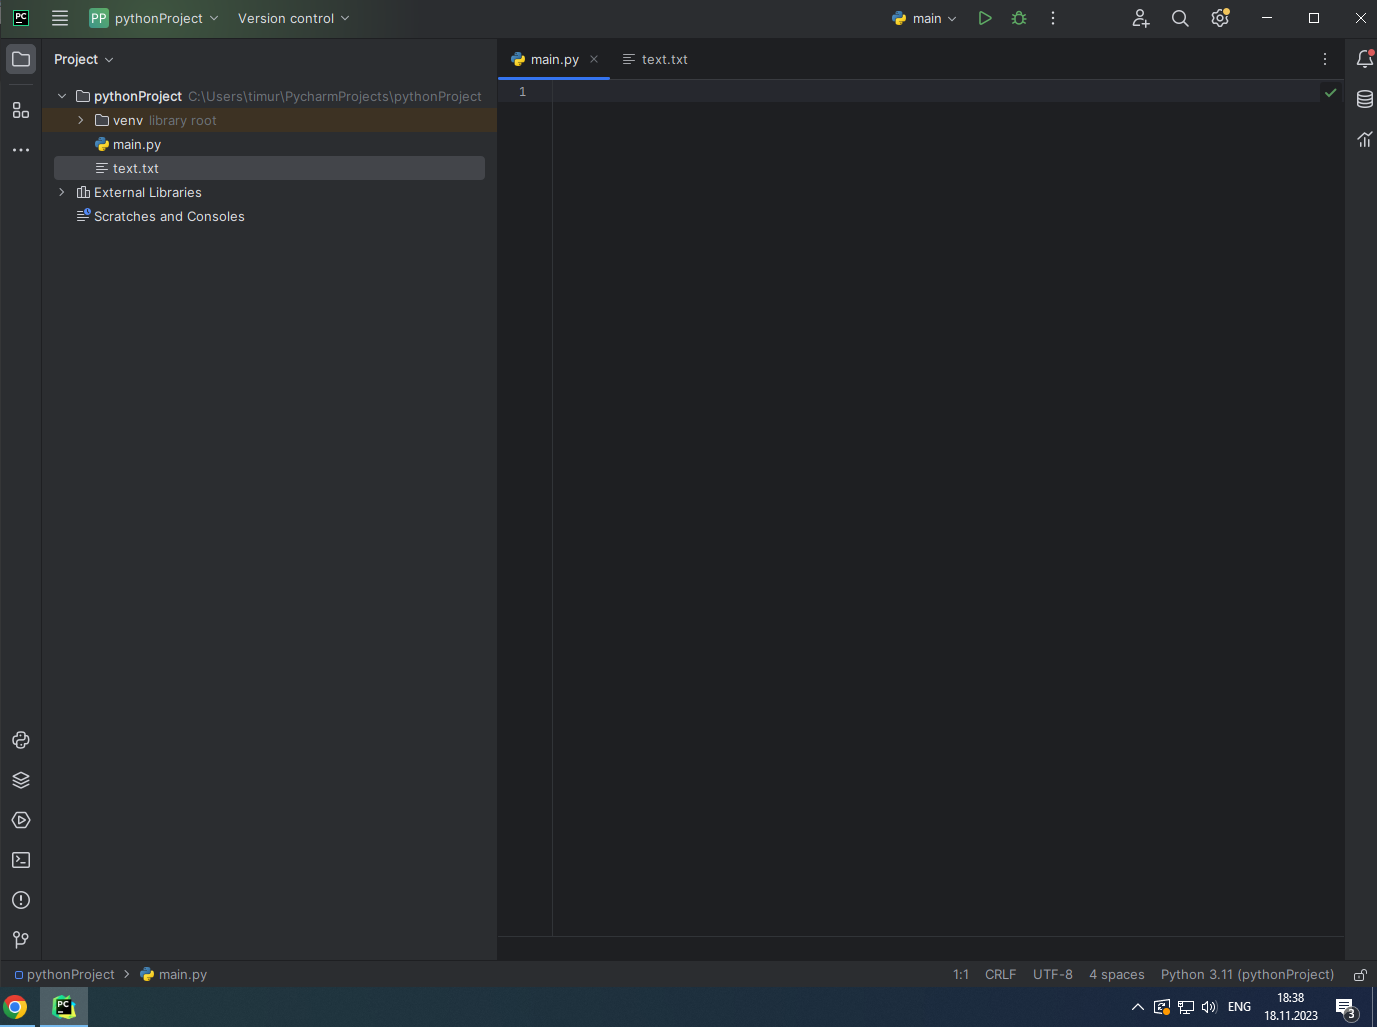 PC PP pythonProject Version control main
Project main.py text.txt
pythonProject C:\Users\timur\PycharmProjects\pythonProject
1
venv library root
main.py
text.txt
External Libraries
Scratches and Consoles
pythonProject main.py 1:1 CRLF UTF-8 4 spaces Python 3.11 (pythonProject)
PC ENG 18:38
18.11.2023 3